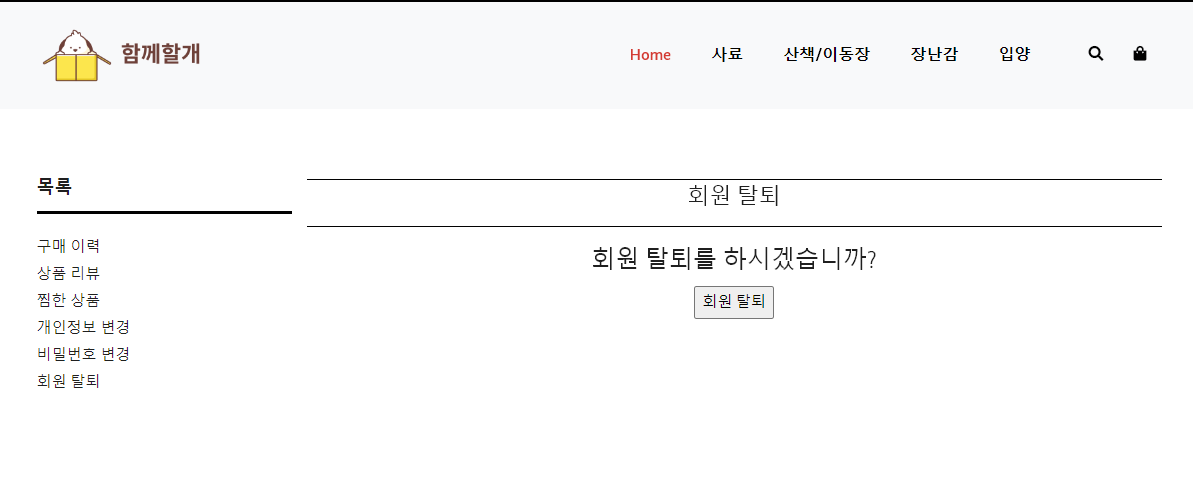 함께할개
Home 사료 산책/이동장 장난감 입양
목록
구매 이력
상품 리뷰
찜한 상품
개인정보 변경
비밀번호 변경
회원 탈퇴
회원 탈퇴
회원 탈퇴를 하시겠습니까?
회원 탈퇴